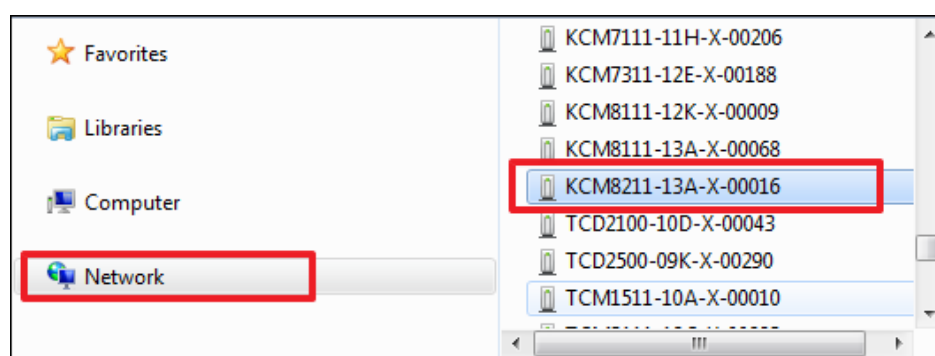 Favorites
Libraries
Computer
Network
KCM7111-11H-X-00206
KCM7311-12E-X-00188
KCM8111-12K-X-00009
KCM8111-13A-X-00068
KCM8211-13A-X-00016
TCD2100-10D-X-00043
TCD2500-09K-X-00290
TCM1511-10A-X-00010